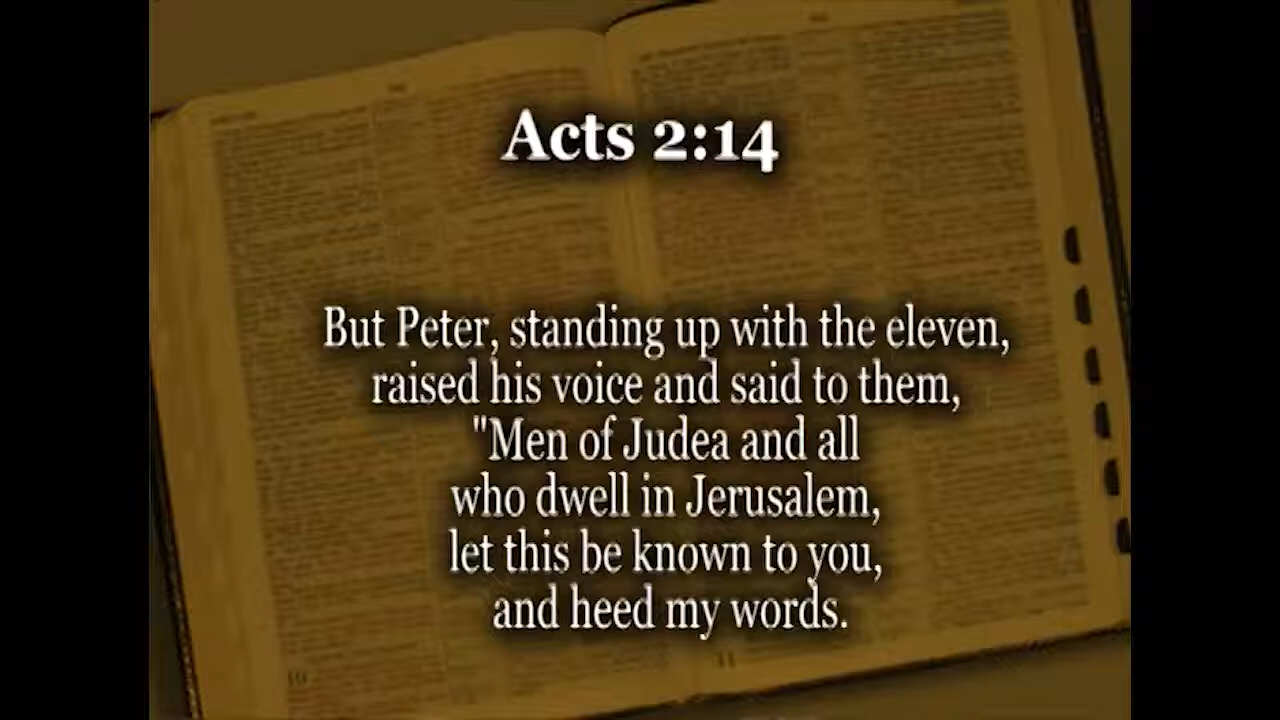 Acts 2:14
But Peter, standing up with the eleven,
raised his voice and said to them,
"Men of Judea and all
who dwell in Jerusalem,
let this be known to you,
and heed my words.